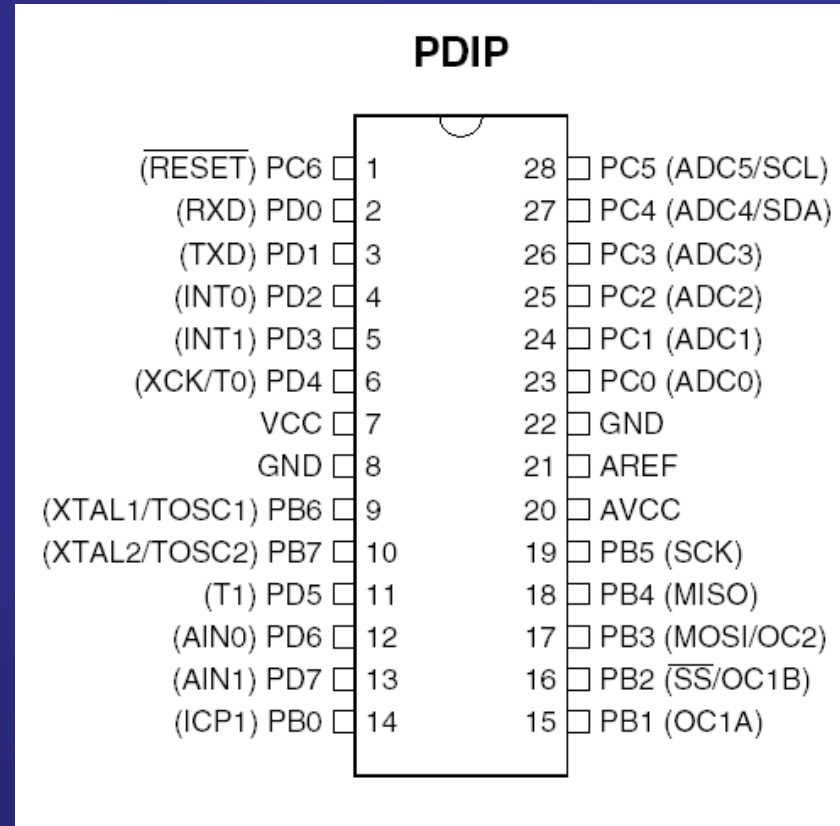 PDIP
(RESET) PC6 1 28 PC5 (ADC5/SCL)
(RXD) PD0 2 27 PC4 (ADC4/SDA)
(TXD) PD1 3 26 PC3 (ADC3)
(INT0) PD2 4 25 PC2 (ADC2)
(INT1) PD3 5 24 PC1 (ADC1)
(XCK/T0) PD4 6 23 PC0 (ADC0)
VCC 7 22 GND
GND 8 21 AREF
(XTAL1/TOSC1) PB6 9 20 AVCC
(XTAL2/TOSC2) PB7 10 19 PB5 (SCK)
(T1) PD5 11 18 PB4 (MISO)
(AIN0) PD6 12 17 PB3 (MOSI/OC2)
(AIN1) PD7 13 16 PB2 (SS/OC1B)
(ICP1) PB0 14 15 PB1 (OC1A)